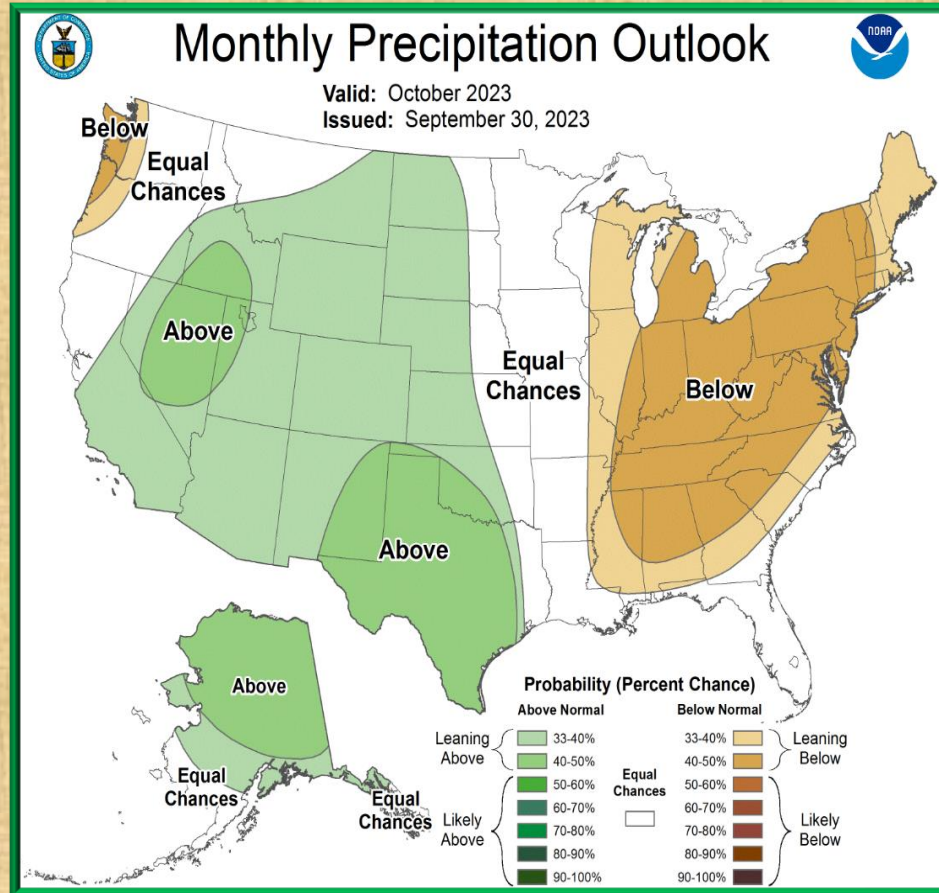 Monthly Precipitation Outlook
NOAA
Valid: October 2023
Issued: September 30, 2023
Below
Equal
Chances
Above
Equal
Chances
Below
Above
Above
Equal
Chances
Equal
Chances
Probability (Percent Chance)
Above Normal
Below Normal
Leaning
Above
33-40%
40-50%
50-60%
60-70%
70-80%
80-90%
90-100%
Likely
Above
Equal
Chances
33-40%
40-50%
50-60%
60-70%
70-80%
80-90%
90-100%
Leaning
Below
Likely
Below